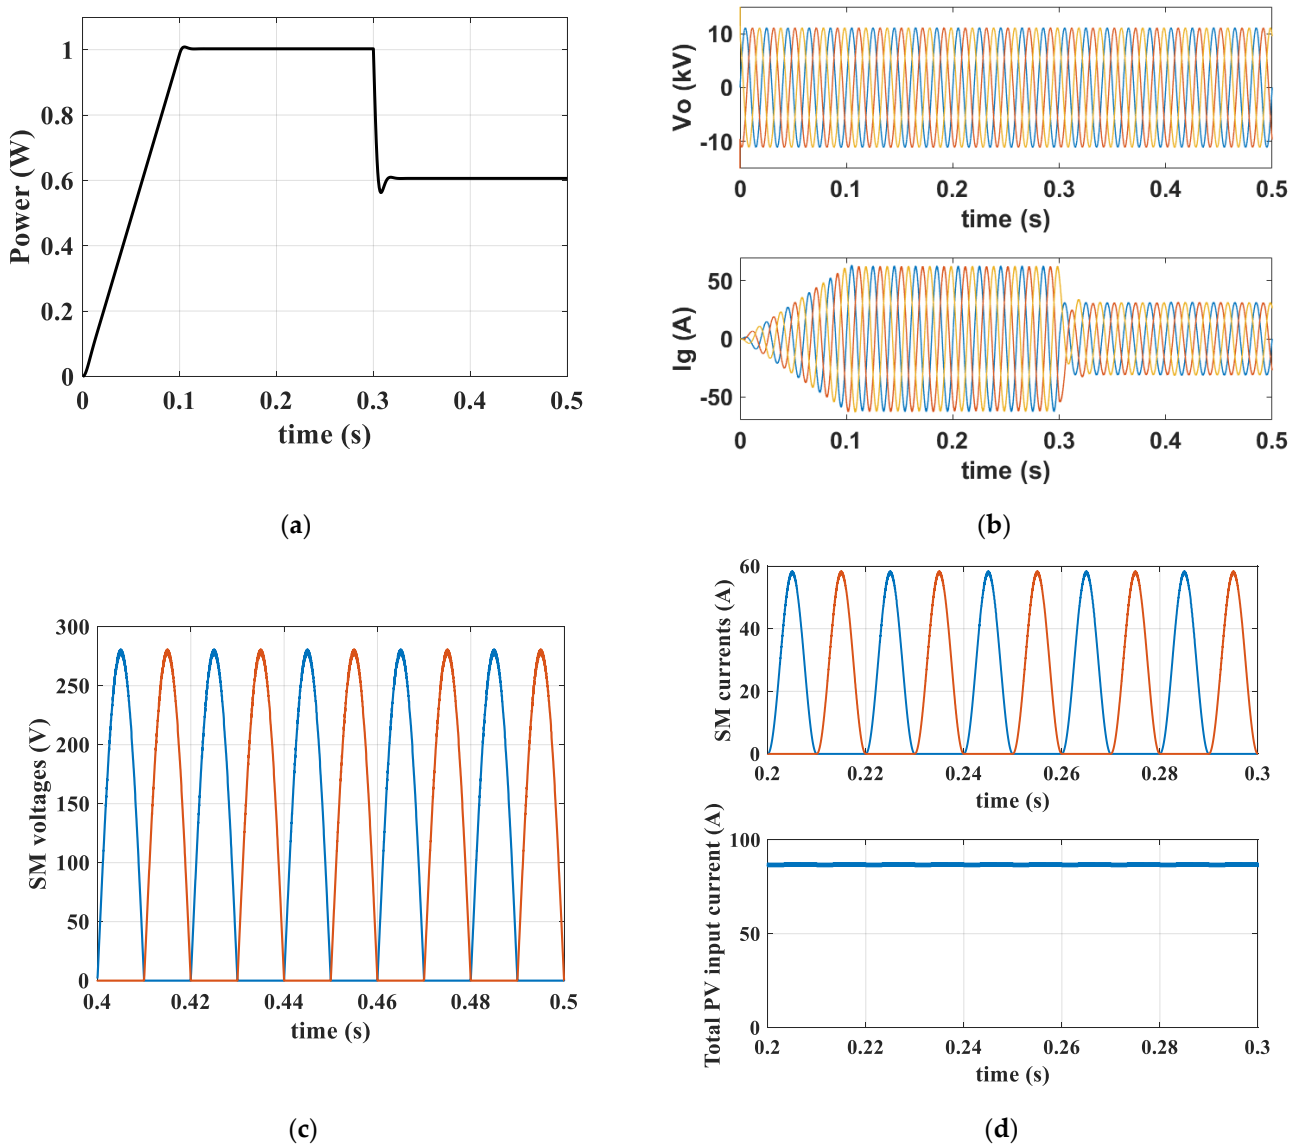 1
0.8
0.6
0.4
0.2
0
Power (W)
0 0.1 0.2 0.3 0.4 0.5
time (s)
(a)
10
0
-10
Vo (kV)
0 0.1 0.2 0.3 0.4 0.5
time (s)
50
0
-50
Ig (A)
0 0.1 0.2 0.3 0.4 0.5
time (s)
(b)
300
250
200
150
100
50
0
SM voltages (V)
0.4 0.42 0.44 0.46 0.48 0.5
time (s)
(c)
60
40
20
0
SM currents (A)
0.2 0.22 0.24 0.26 0.28 0.3
time (s)
100
50
0
Total PV input current (A)
0.2 0.22 0.24 0.26 0.28 0.3
time (s)
(d)